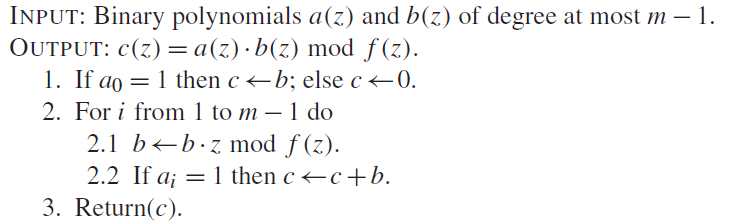 INPUT: Binary polynomials a(z) and b(z) of degree at most m − 1.
OUTPUT: c(z) = a(z) · b(z) mod f(z).
1. If a₀ = 1 then c ← b; else c ← 0.
2. For i from 1 to m − 1 do
2.1 b ← b · z mod f(z).
2.2 If aᵢ = 1 then c ← c + b.
3. Return(c).